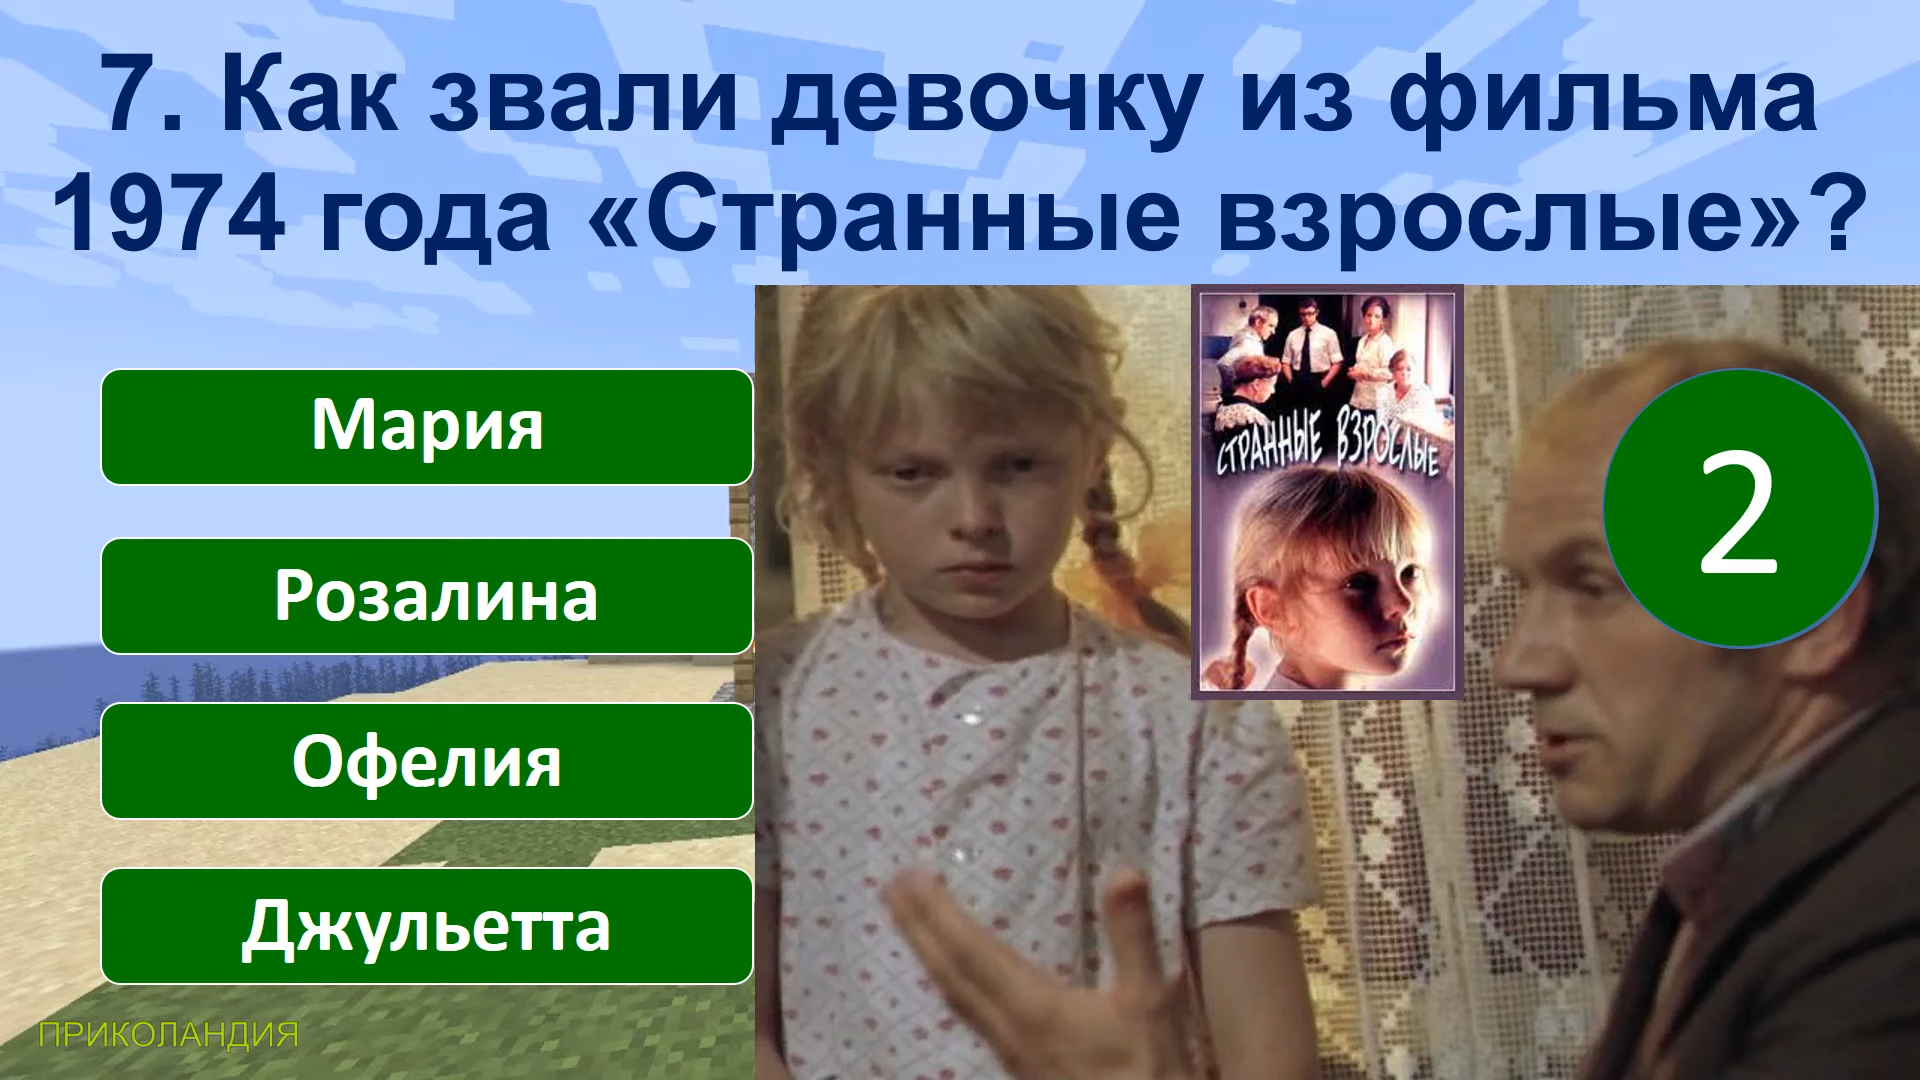 7. Как звали девочку из фильма
1974 года «Странные взрослые»?
Мария
Розалина
Офелия
Джульетта
СТРАННЫЕ ВЗРОСЛЫЕ
2
ПРИКОЛАНДИЯ